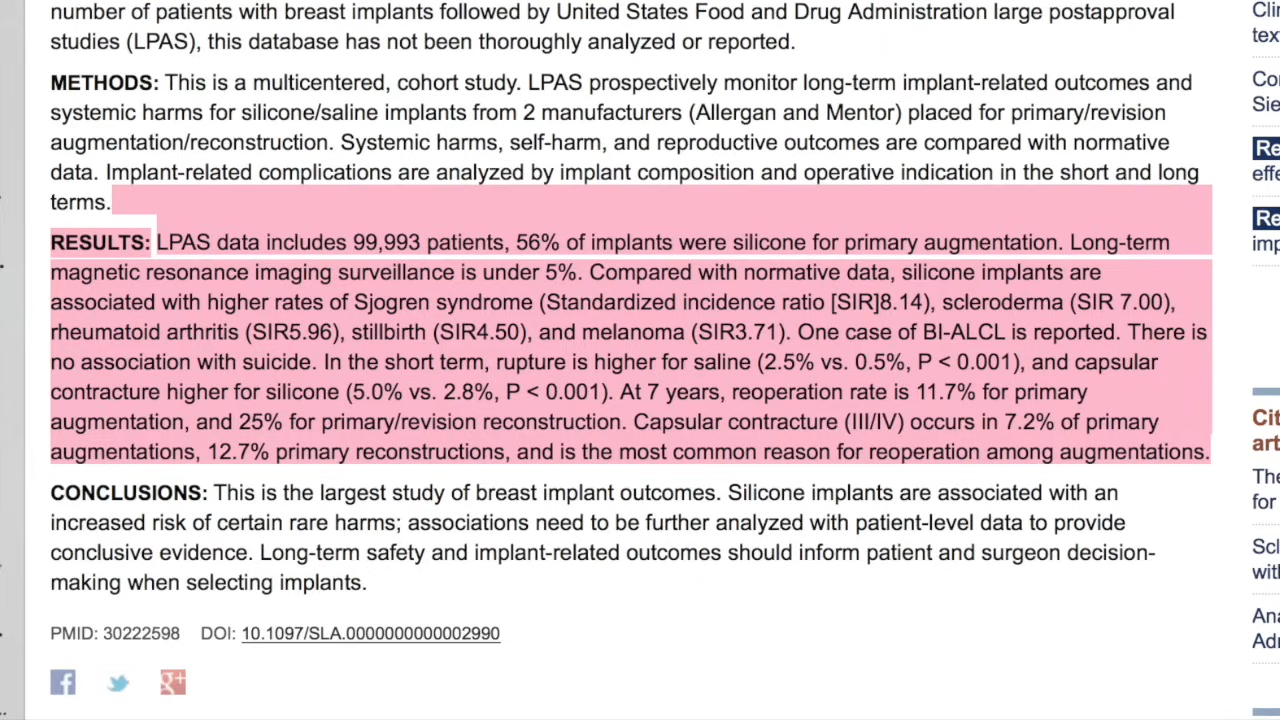 number of patients with breast implants followed by United States Food and Drug Administration large postapproval
studies (LPAS), this database has not been thoroughly analyzed or reported.
METHODS: This is a multicentered, cohort study. LPAS prospectively monitor long-term implant-related outcomes and
systemic harms for silicone/saline implants from 2 manufacturers (Allergan and Mentor) placed for primary/revision
augmentation/reconstruction. Systemic harms, self-harm, and reproductive outcomes are compared with normative
data. Implant-related complications are analyzed by implant composition and operative indication in the short and long
terms.
RESULTS: LPAS data includes 99,993 patients, 56% of implants were silicone for primary augmentation. Long-term
magnetic resonance imaging surveillance is under 5%. Compared with normative data, silicone implants are
associated with higher rates of Sjogren syndrome (Standardized incidence ratio [SIR]8.14), scleroderma (SIR 7.00),
rheumatoid arthritis (SIR5.96), stillbirth (SIR4.50), and melanoma (SIR3.71). One case of BI-ALCL is reported. There is
no association with suicide. In the short term, rupture is higher for saline (2.5% vs. 0.5%, P < 0.001), and capsular
contracture higher for silicone (5.0% vs. 2.8%, P < 0.001). At 7 years, reoperation rate is 11.7% for primary
augmentation, and 25% for primary/revision reconstruction. Capsular contracture (III/IV) occurs in 7.2% of primary
augmentations, 12.7% primary reconstructions, and is the most common reason for reoperation among augmentations.
CONCLUSIONS: This is the largest study of breast implant outcomes. Silicone implants are associated with an
increased risk of certain rare harms; associations need to be further analyzed with patient-level data to provide
conclusive evidence. Long-term safety and implant-related outcomes should inform patient and surgeon decision-
making when selecting implants.
PMID: 30222598 DOI: 10.1097/SLA.0000000000002990
f g+
Re
Re
The
for